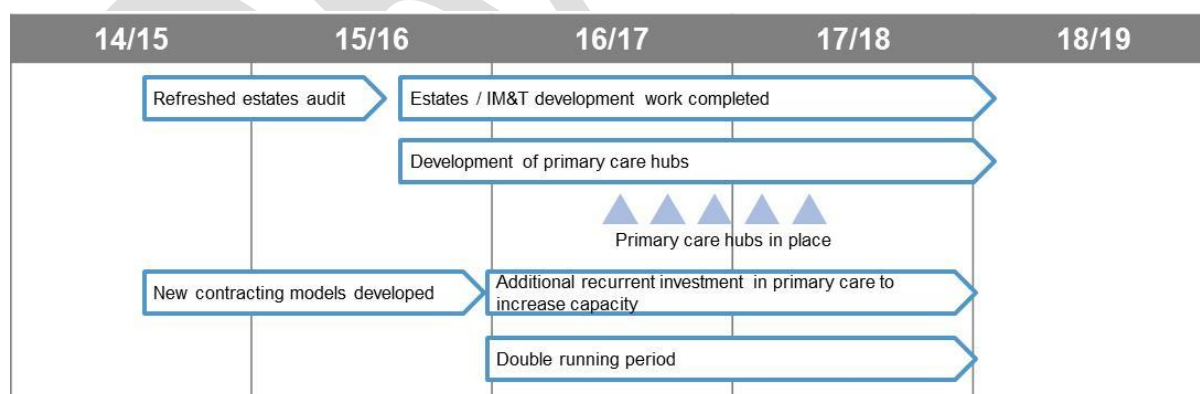 14/15 15/16 16/17 17/18 18/19
Refreshed estates audit
Estates / IM&T development work completed
Development of primary care hubs
Primary care hubs in place
New contracting models developed
Additional recurrent investment in primary care to
increase capacity
Double running period